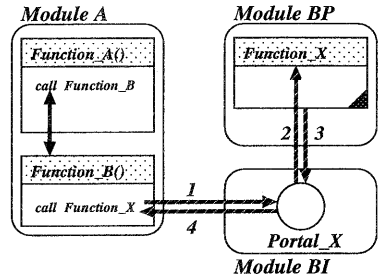 Module A
Function_A()
call Function_B
Function_B()
call Function_X
Module BP
Function_X
2 3
1
4
Portal_X
Module BI